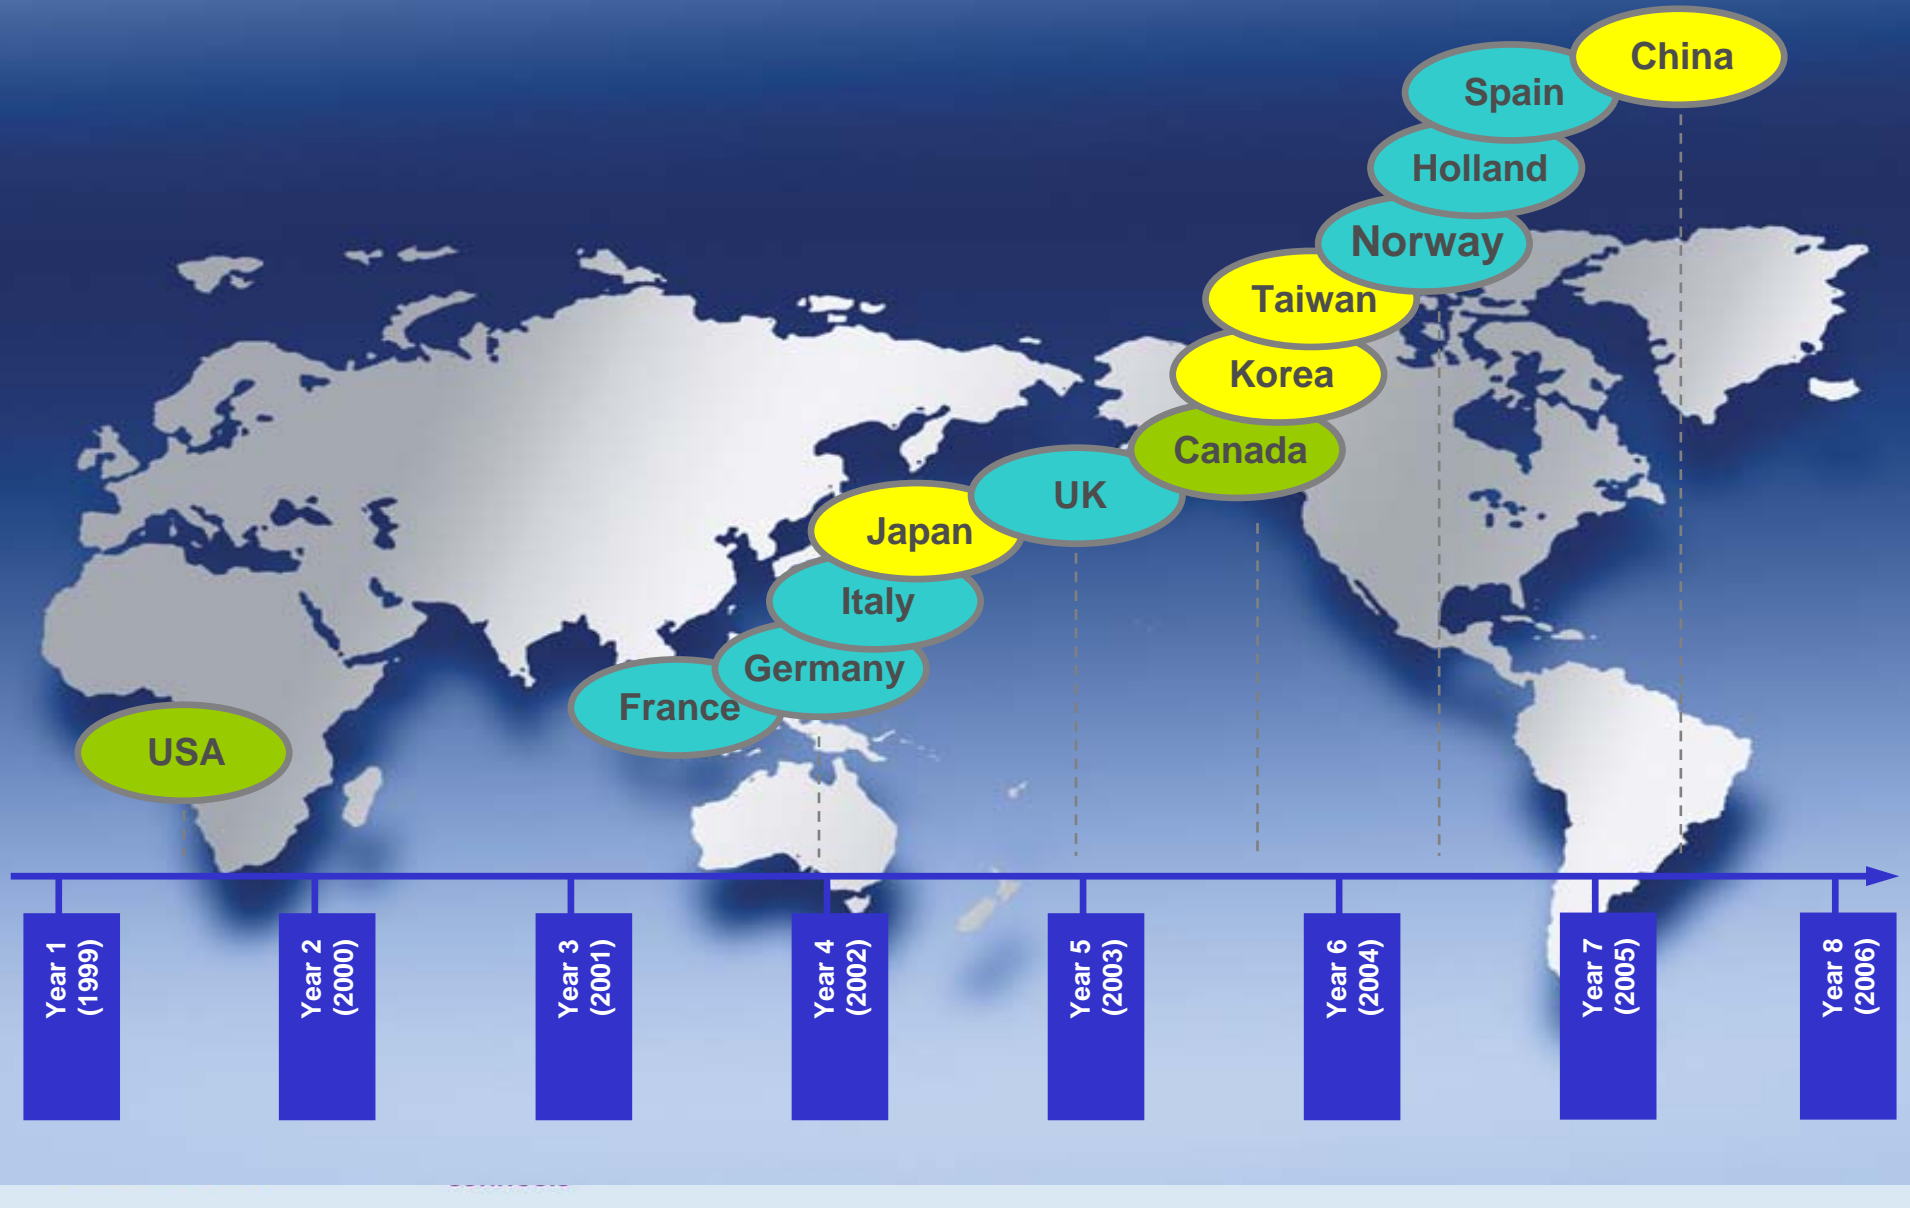 China
Spain
Holland
Norway
Taiwan
Korea
Canada
UK
Japan
Italy
Germany
France
USA
Year 1
(1999)
Year 2
(2000)
Year 3
(2001)
Year 4
(2002)
Year 5
(2003)
Year 6
(2004)
Year 7
(2005)
Year 8
(2006)